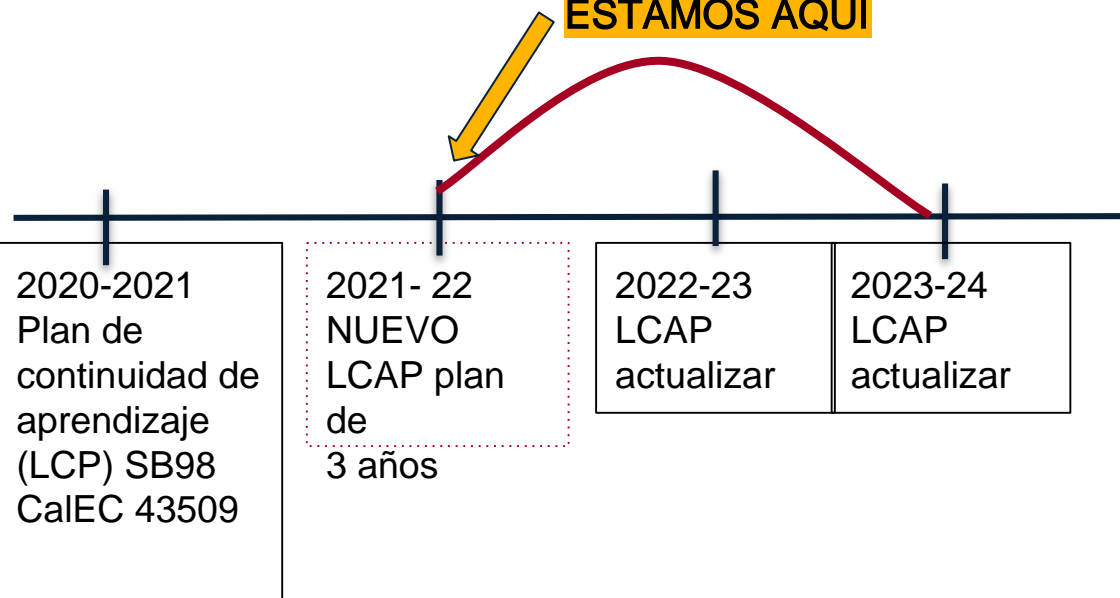 ESTAMOS AQUI
2020-2021
Plan de
continuidad de
aprendizaje
(LCP) SB98
CalEC 43509
2021- 22
NUEVO
LCAP plan
de
3 años
2022-23
LCAP
actualizar
2023-24
LCAP
actualizar